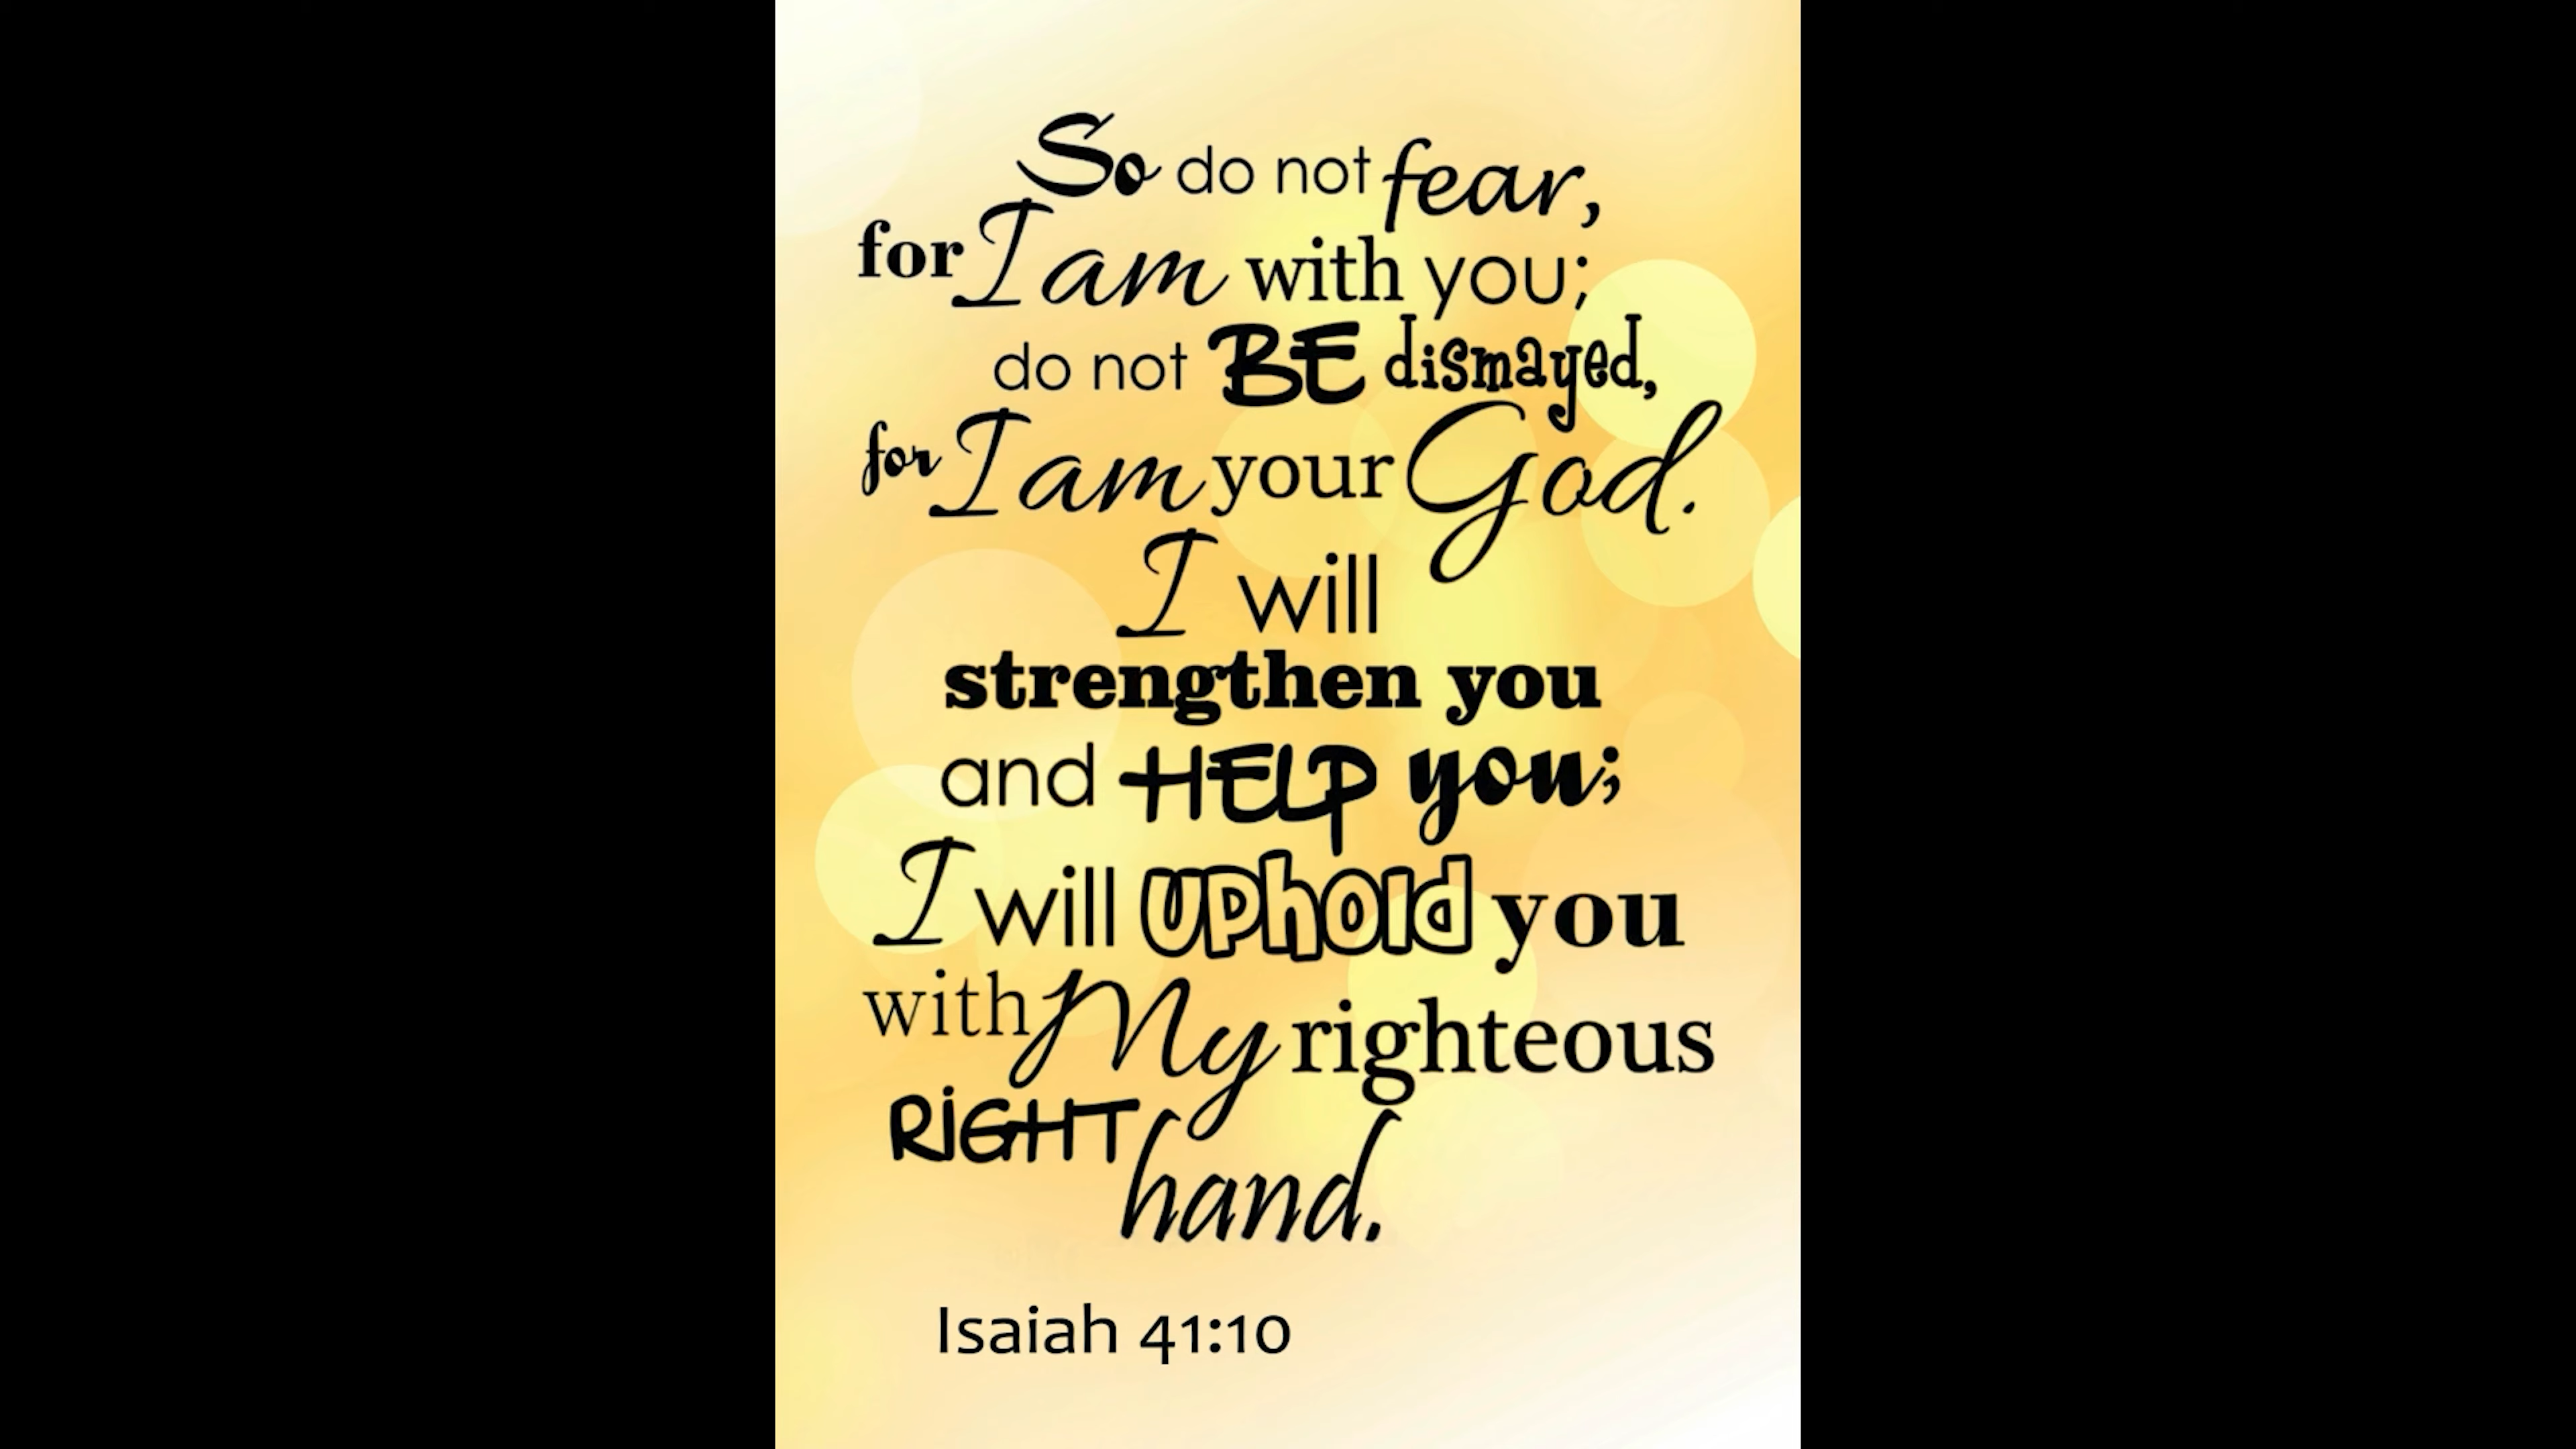 So do not fear,
for I am with you;
do not BE dismayed,
for I am your God.
I will
strengthen you
and HELP you;
I will uphold you
with My righteous
RiGHT
hand.
Isaiah 41:10